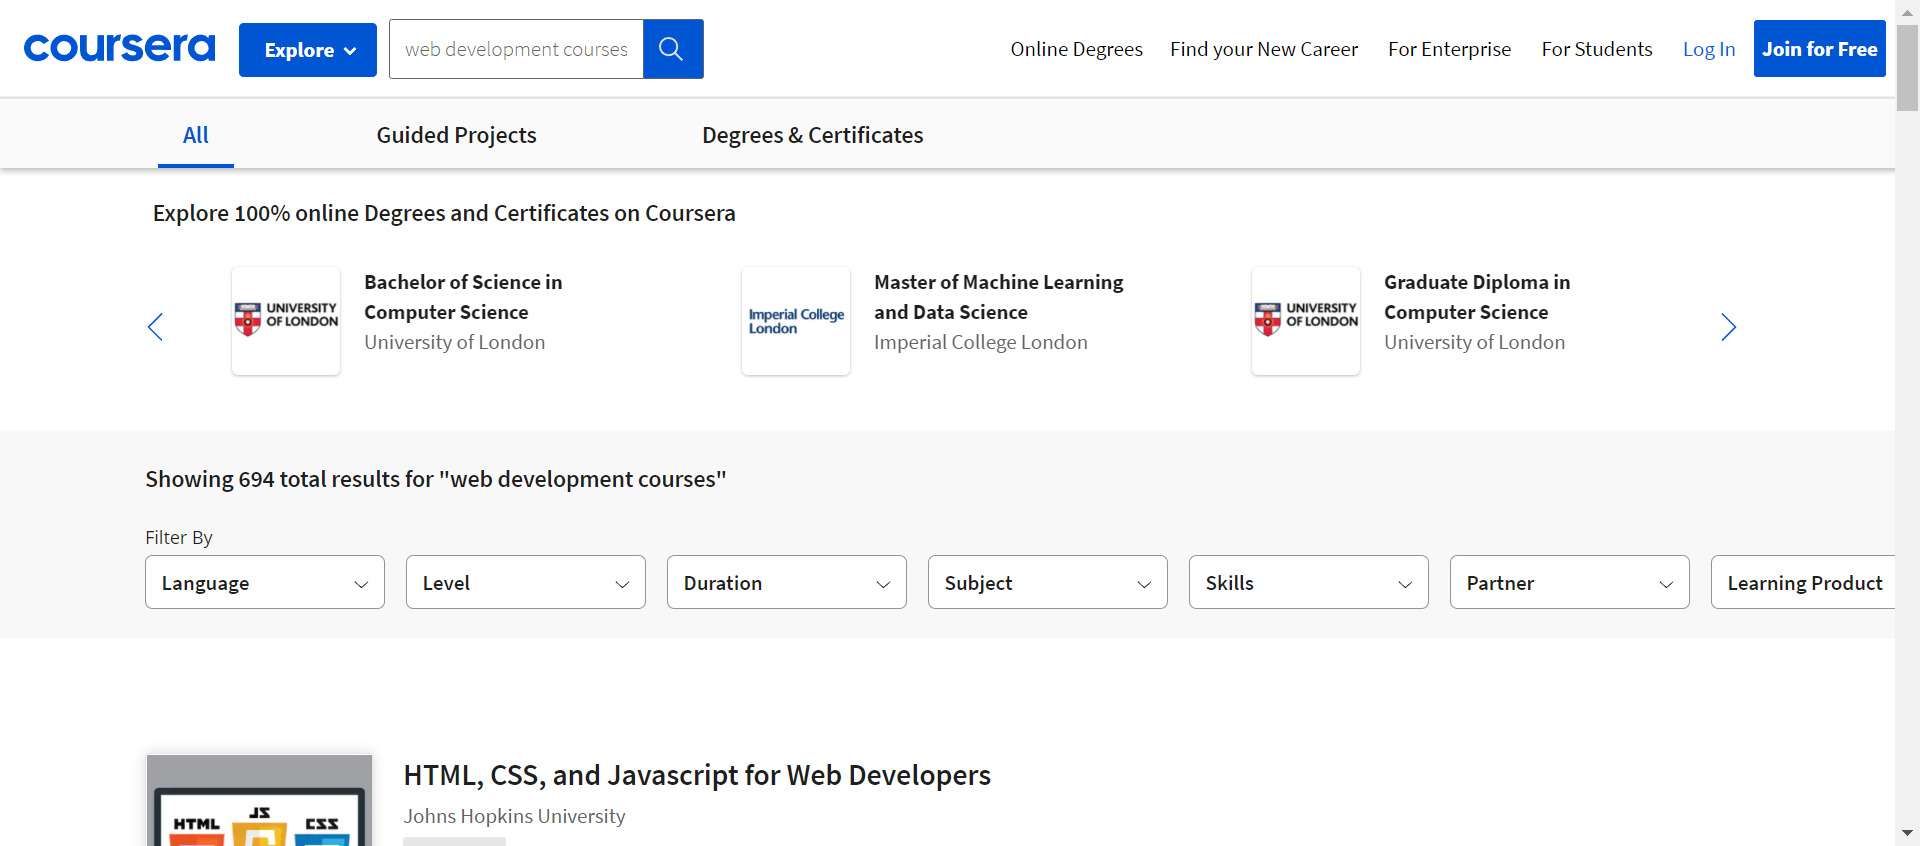 coursera
Explore
web development courses
Online Degrees
Find your New Career
For Enterprise
For Students
Log In
Join for Free
All
Guided Projects
Degrees & Certificates
Explore 100% online Degrees and Certificates on Coursera
UNIVERSITY
OF LONDON
Bachelor of Science in
Computer Science
University of London
Imperial College
London
Master of Machine Learning
and Data Science
Imperial College London
UNIVERSITY
OF LONDON
Graduate Diploma in
Computer Science
University of London
Showing 694 total results for "web development courses"
Filter By
Language
Level
Duration
Subject
Skills
Partner
Learning Product
HTML
JS
CSS
HTML, CSS, and Javascript for Web Developers
Johns Hopkins University